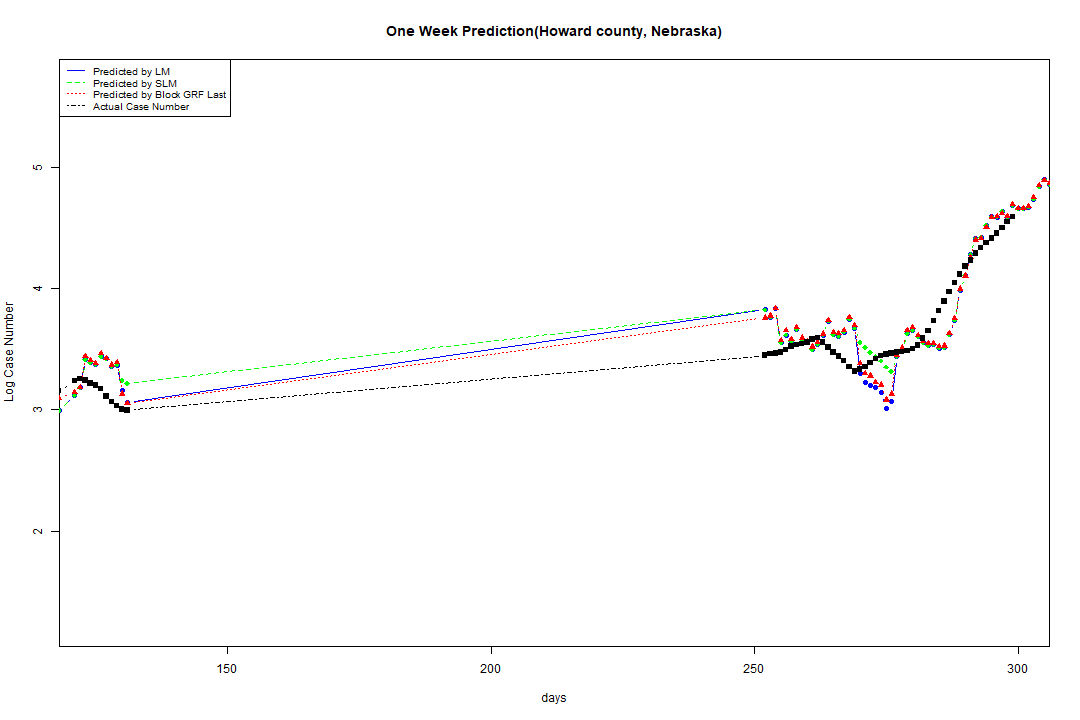 One Week Prediction(Howard county, Nebraska)
Predicted by LM
Predicted by SLM
Predicted by Block GRF Last
Actual Case Number
5
4
3
2
Log Case Number
150 200 250 300
days